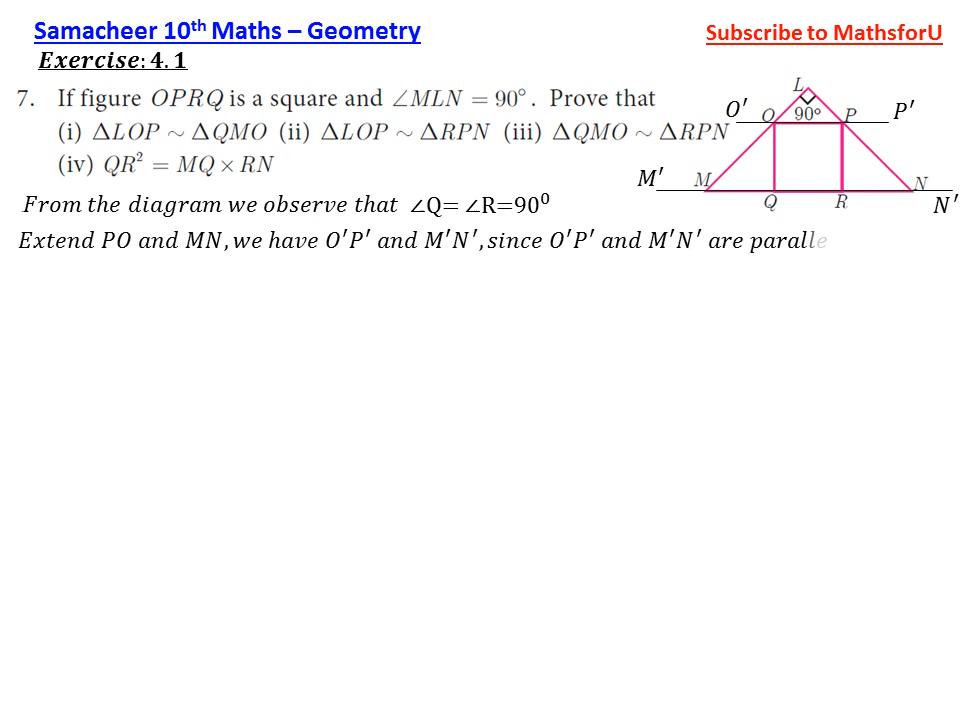 Samacheer 10th Maths – Geometry
Subscribe to MathsforU
Exercise: 4. 1
7. If figure OPRQ is a square and ∠MLN = 90°. Prove that
(i) ΔLOP ~ ΔQMO (ii) ΔLOP ~ ΔRPN (iii) ΔQMO ~ ΔRPN
(iv) QR² = MQ × RN
L
O′ O 90° P P′
M′ M N
Q R N′
From the diagram we observe that ∠Q= ∠R=90⁰
Extend PO and MN, we have O′P′ and M′N′, since O′P′ and M′N′ are paralle